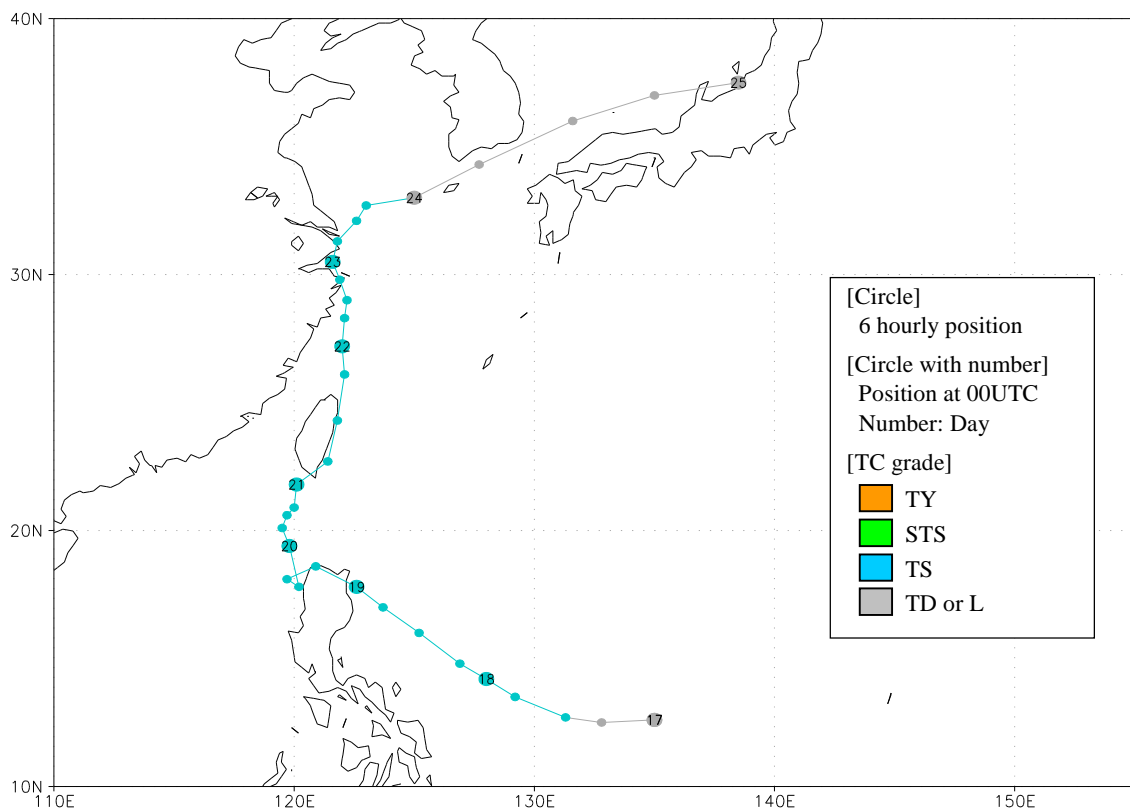 40N
25
24
23
30N
22
21
20N
20
19
18
17
10N
110E
120E
130E
140E
150E
[Circle]
6 hourly position
[Circle with number]
Position at 00UTC
Number: Day
[TC grade]
TY
STS
TS
TD or L